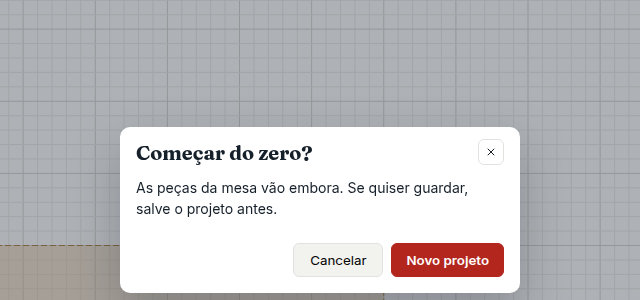 Começar do zero?
As peças da mesa vão embora. Se quiser guardar,
salve o projeto antes.
Cancelar
Novo projeto